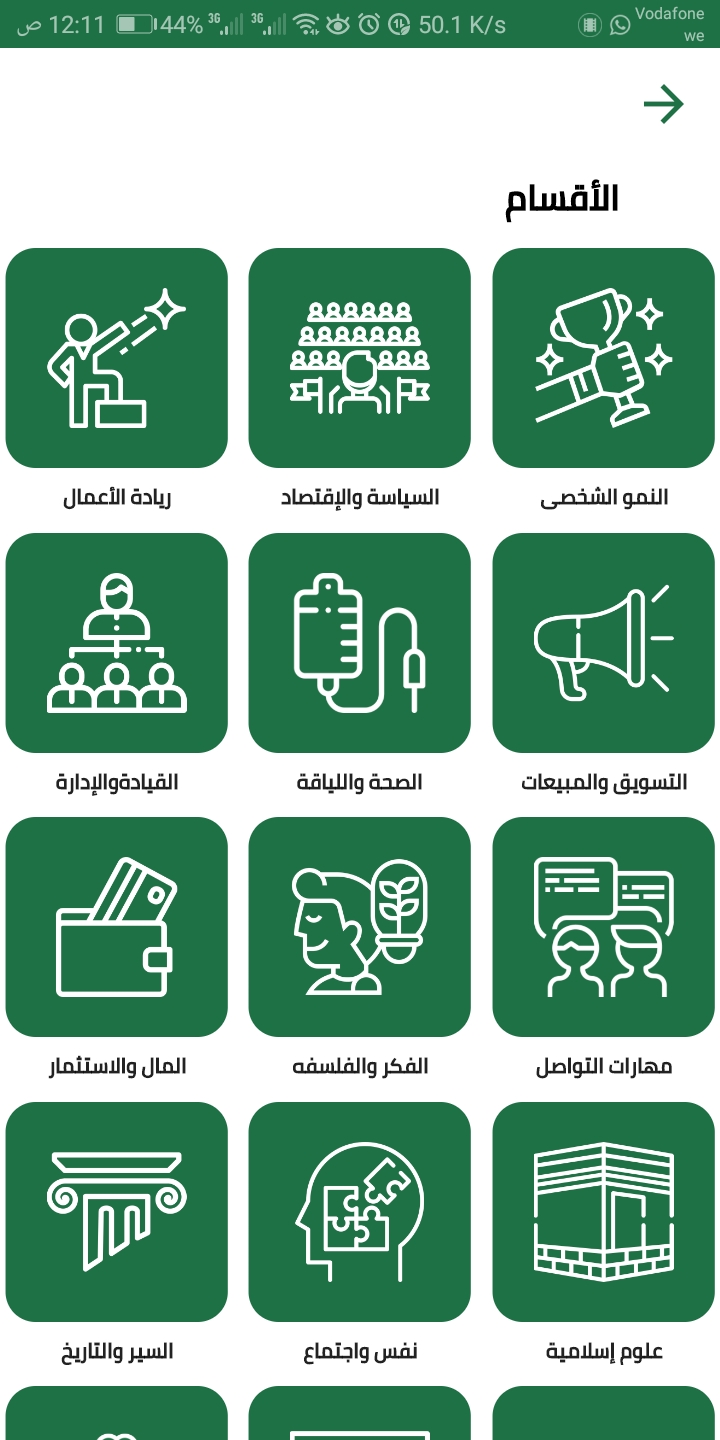 12:11 ص 44% 3G 3G 50.1 K/s Vodafone
we
الأقسام
النمو الشخصى
السياسة والإقتصاد
ريادة الأعمال
التسويق والمبيعات
الصحة واللياقة
القيادةوالإدارة
مهارات التواصل
الفكر والفلسفه
المال والاستثمار
علوم إسلامية
نفس واجتماع
السير والتاريخ